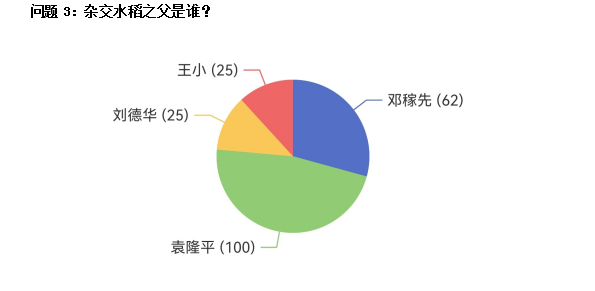 问题 3：杂交水稻之父是谁？
王小 (25)
邓稼先 (62)
刘德华 (25)
袁隆平 (100)